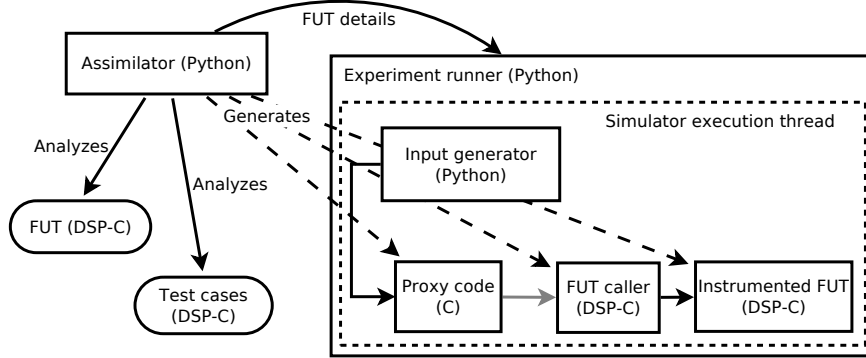 FUT details
Assimilator (Python)
Experiment runner (Python)
Generates
Simulator execution thread
Analyzes
Input generator
(Python)
Analyzes
FUT (DSP-C)
Test cases
(DSP-C)
Proxy code
(C)
FUT caller
(DSP-C)
Instrumented FUT
(DSP-C)